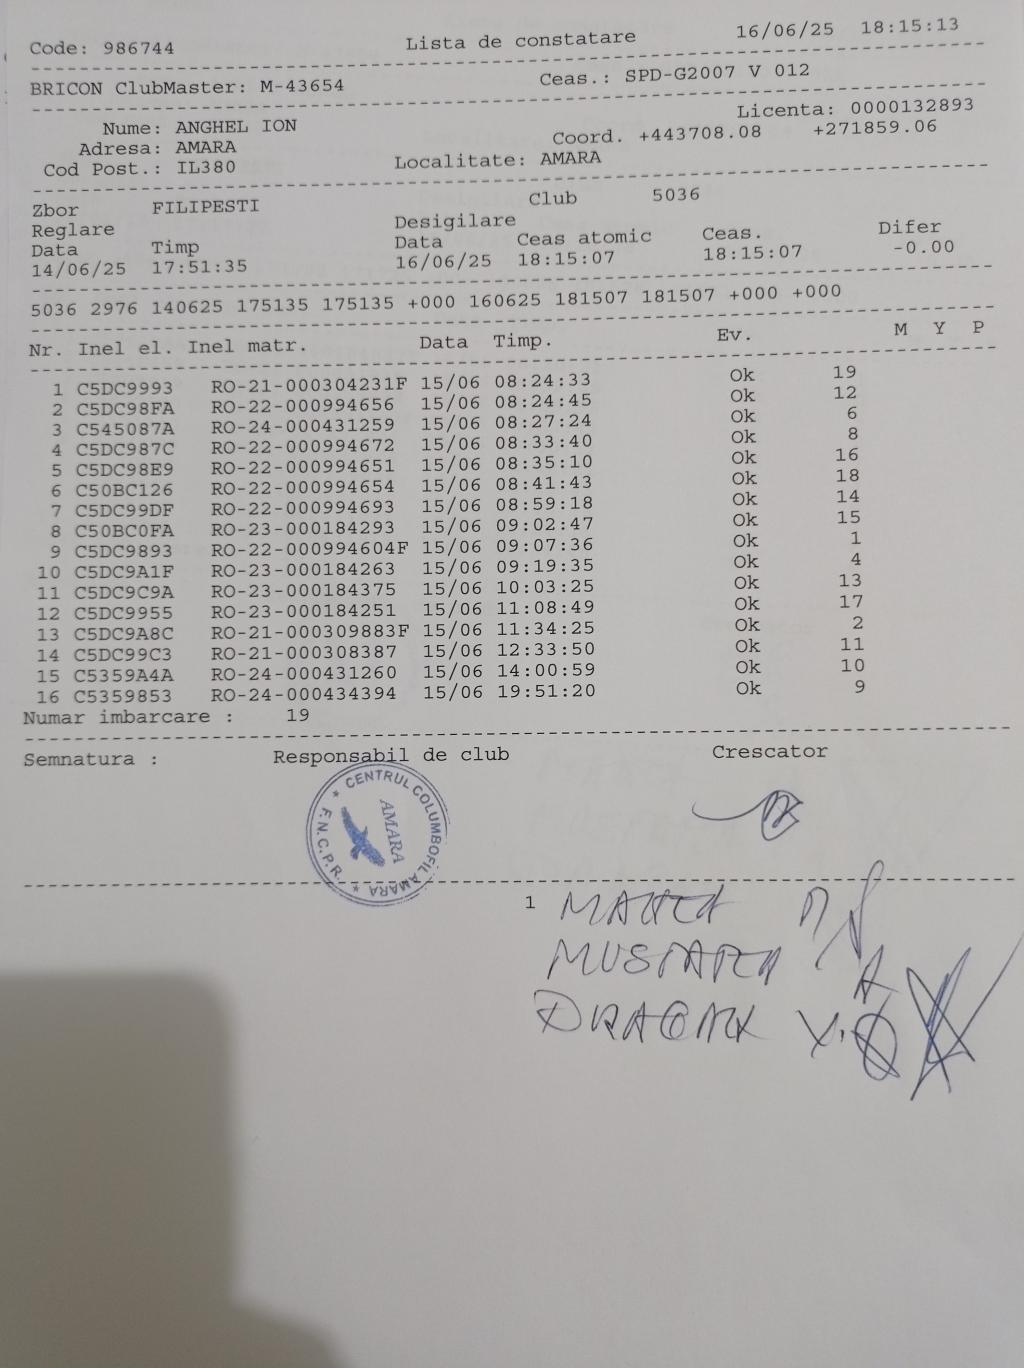 Code: 986744 Lista de constatare 16/06/25 18:15:13
BRICON ClubMaster: M-43654 Ceas.: SPD-G2007 V 012
Licenta: 0000132893
Nume: ANGHEL ION Coord. +443708.08 +271859.06
Adresa: AMARA
Cod Post.: IL380 Localitate: AMARA
Zbor FILIPESTI Club 5036
Reglare Desigilare
Data Timp Data Ceas atomic Ceas. Difer
14/06/25 17:51:35 16/06/25 18:15:07 18:15:07 -0.00
5036 2976 140625 175135 175135 +000 160625 181507 181507 +000 +000
Nr. Inel el. Inel matr. Data Timp. Ev. M Y P
1 C5DC9993 RO-21-000304231F 15/06 08:24:33 Ok 19
2 C5DC98FA RO-22-000994656 15/06 08:24:45 Ok 12
3 C545087A RO-24-000431259 15/06 08:27:24 Ok 6
4 C5DC987C RO-22-000994672 15/06 08:33:40 Ok 8
5 C5DC98E9 RO-22-000994651 15/06 08:35:10 Ok 16
6 C50BC126 RO-22-000994654 15/06 08:41:43 Ok 18
7 C5DC99DF RO-22-000994693 15/06 08:59:18 Ok 14
8 C50BC0FA RO-23-000184293 15/06 09:02:47 Ok 15
9 C5DC9893 RO-22-000994604F 15/06 09:07:36 Ok 1
10 C5DC9A1F RO-23-000184263 15/06 09:19:35 Ok 4
11 C5DC9C9A RO-23-000184375 15/06 10:03:25 Ok 13
12 C5DC9955 RO-23-000184251 15/06 11:08:49 Ok 17
13 C5DC9A8C RO-21-000309883F 15/06 11:34:25 Ok 2
14 C5DC99C3 RO-21-000308387 15/06 12:33:50 Ok 11
15 C5359A4A RO-24-000431260 15/06 14:00:59 Ok 10
16 C5359853 RO-24-000434394 15/06 19:51:20 Ok 9
Numar imbarcare : 19
Semnatura : Responsabil de club Crescator
CENTRUL COLUMBOFIL AMARA
F.N.C.P.R. * AMARA *
AMARA
1